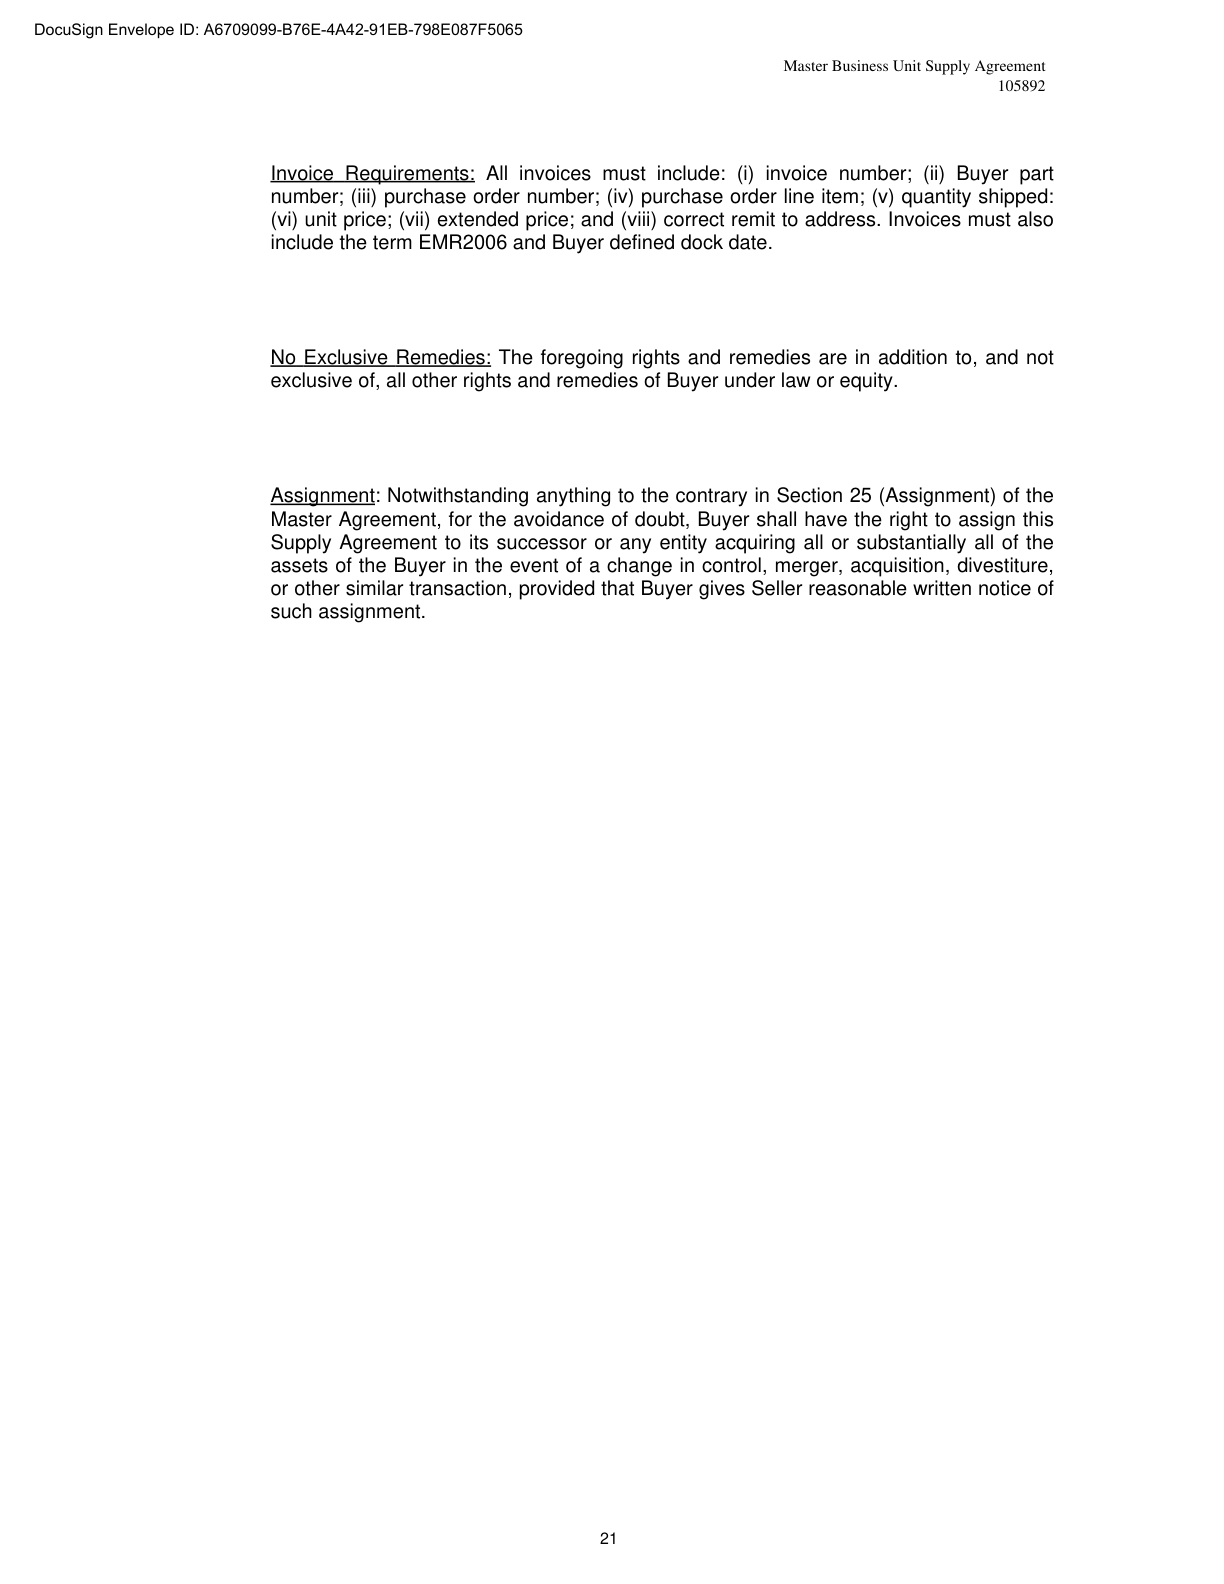 DocuSign Envelope ID: A6709099-B76E-4A42-91EB-798E087F5065
Master Business Unit Supply Agreement
105892
Invoice Requirements: All invoices must include: (i) invoice number; (ii) Buyer part
number; (iii) purchase order number; (iv) purchase order line item; (v) quantity shipped:
(vi) unit price; (vii) extended price; and (viii) correct remit to address. Invoices must also
include the term EMR2006 and Buyer defined dock date.
No Exclusive Remedies: The foregoing rights and remedies are in addition to, and not
exclusive of, all other rights and remedies of Buyer under law or equity.
Assignment: Notwithstanding anything to the contrary in Section 25 (Assignment) of the
Master Agreement, for the avoidance of doubt, Buyer shall have the right to assign this
Supply Agreement to its successor or any entity acquiring all or substantially all of the
assets of the Buyer in the event of a change in control, merger, acquisition, divestiture,
or other similar transaction, provided that Buyer gives Seller reasonable written notice of
such assignment.
21